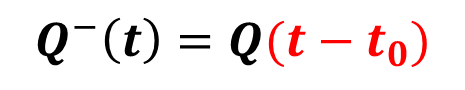 Q⁻(t) = Q(t − t₀)